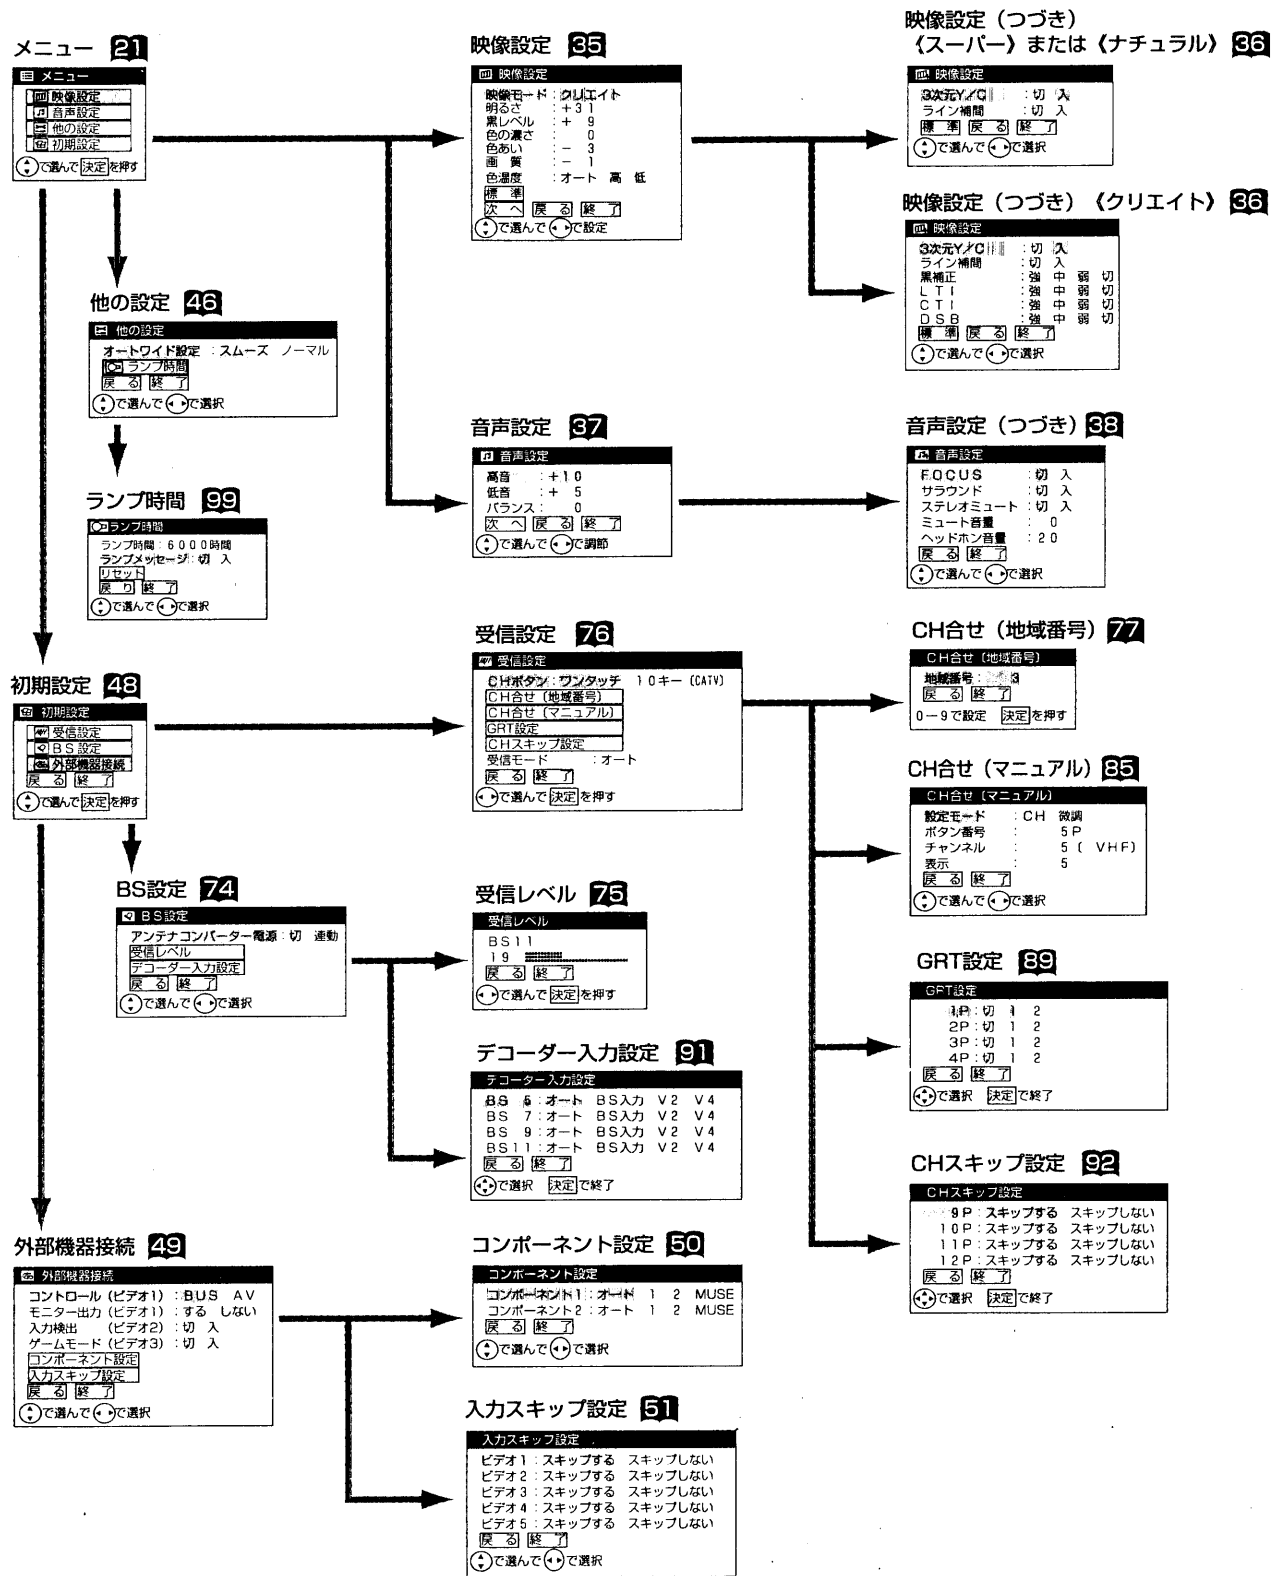 メニュー 21
メニュー
映像設定
音声設定
他の設定
初期設定
で選んで 決定 を押す
映像設定 35
映像設定
映像モード:クリエイト
明るさ :+31
黒レベル :+ 9
色の濃さ : 0
色あい :- 3
画 質 :- 1
色温度 :オート 高 低
標 準
次 へ 戻 る 終 了
で選んで で設定
映像設定(つづき)
《スーパー》または《ナチュラル》 36
映像設定
3次元Y/C :切 入
ライン補間 :切 入
標 準 戻 る 終 了
で選んで で選択
映像設定(つづき)《クリエイト》 36
映像設定
3次元Y/C :切 入
ライン補間 :切 入
黒補正 :強 中 弱 切
LTI :強 中 弱 切
CTI :強 中 弱 切
DSB :強 中 弱 切
標 準 戻 る 終 了
で選んで で選択
他の設定 46
他の設定
オートワイド設定 :スムーズ ノーマル
ランプ時間
戻 る 終 了
で選んで で選択
ランプ時間 99
ランプ時間
ランプ時間:6000時間
ランプメッセージ:切 入
リセット
戻 り 終 了
で選んで で選択
音声設定 37
音声設定
高音 :+10
低音 :+ 5
バランス: 0
次 へ 戻 る 終 了
で選んで で調節
音声設定(つづき) 38
音声設定
FOCUS :切 入
サラウンド :切 入
ステレオミュート :切 入
ミュート音量 : 0
ヘッドホン音量 :20
戻 る 終 了
で選んで で選択
初期設定 48
初期設定
受信設定
BS設定
外部機器接続
戻 る 終 了
で選んで 決定 を押す
受信設定 76
受信設定
CHボタン:ワンタッチ 10キー(CATV)
CH合せ(地域番号)
CH合せ(マニュアル)
GRT設定
CHスキップ設定
受信モード :オート
戻 る 終 了
で選んで 決定 を押す
CH合せ(地域番号) 77
CH合せ(地域番号)
地域番号: 3
戻 る 終 了
0-9で設定 決定 を押す
CH合せ(マニュアル) 85
CH合せ(マニュアル)
設定モード :CH 微調
ボタン番号 : 5P
チャンネル : 5( VHF)
表示 : 5
戻 る 終 了
で選んで で選択
GRT設定 89
GRT設定
1P:切 1 2
2P:切 1 2
3P:切 1 2
4P:切 1 2
戻 る 終 了
で選択 決定 で終了
CHスキップ設定 92
CHスキップ設定
9P:スキップする スキップしない
10P:スキップする スキップしない
11P:スキップする スキップしない
12P:スキップする スキップしない
戻 る 終 了
で選択 決定 で終了
BS設定 74
BS設定
アンテナコンバーター電源:切 連動
受信レベル
デコーダー入力設定
戻 る 終 了
で選んで で選択
受信レベル 75
受信レベル
BS11
19
戻 る 終 了
で選んで 決定 を押す
デコーダー入力設定 91
デコーダー入力設定
BS 5:オート BS入力 V2 V4
BS 7:オート BS入力 V2 V4
BS 9:オート BS入力 V2 V4
BS11:オート BS入力 V2 V4
戻 る 終 了
で選択 決定 で終了
外部機器接続 49
外部機器接続
コントロール(ビデオ1):BUS AV
モニター出力(ビデオ1):する しない
入力検出 (ビデオ2):切 入
ゲームモード(ビデオ3):切 入
コンポーネント設定
入力スキップ設定
戻 る 終 了
で選んで で選択
コンポーネント設定 50
コンポーネント設定
コンポーネント1:オート 1 2 MUSE
コンポーネント2:オート 1 2 MUSE
戻 る 終 了
で選んで で選択
入力スキップ設定 51
入力スキップ設定
ビデオ1:スキップする スキップしない
ビデオ2:スキップする スキップしない
ビデオ3:スキップする スキップしない
ビデオ4:スキップする スキップしない
ビデオ5:スキップする スキップしない
戻 る 終 了
で選んで で選択